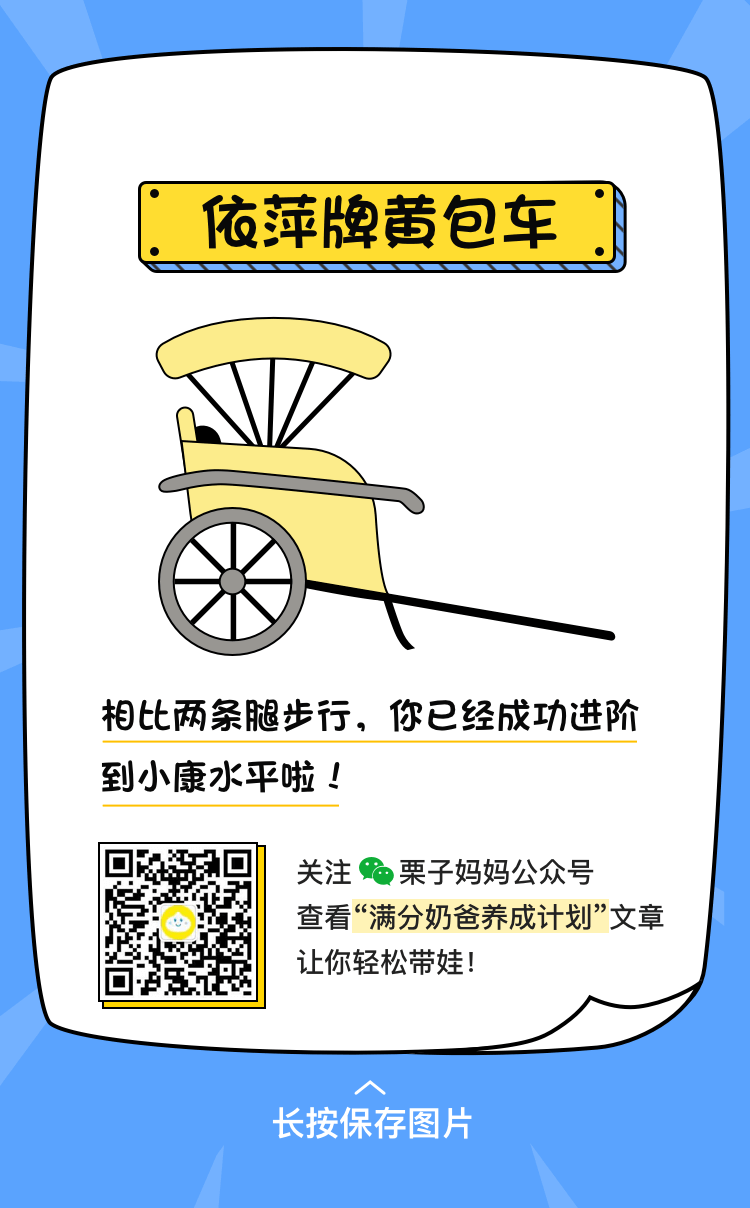 依萍牌黄包车
相比两条腿步行，你已经成功进阶
到小康水平啦！
关注 栗子妈妈公众号
查看“满分奶爸养成计划”文章
让你轻松带娃！
长按保存图片